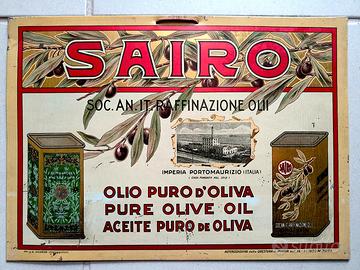 SAIRO
SOC. AN. IT. RAFFINAZIONE OLII
IMPERIA PORTOMAURIZIO (ITALIA)
OLIO PURO D'OLIVA
PURE OLIVE OIL
ACEITE PURO DE OLIVA
SAIRO